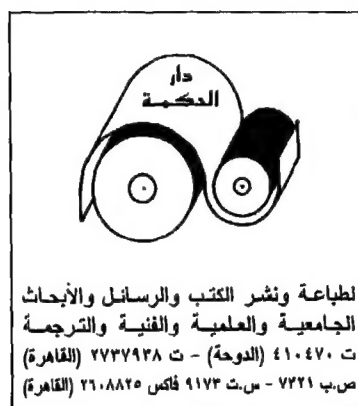 دار
الحكمة
لطباعة ونشر الكتب والرسائل والأبحاث
الجامعية والعلمية والفنية والترجمة
ت ٤١٠٤٧٠ (الدوحة) - ت ٢٧٣٧٩٣٨ (القاهرة)
ص.ب ٧٣٢١ - س.ت ٩١٧٣ فاكس ٢٦٠٨٨٢٥ (القاهرة)